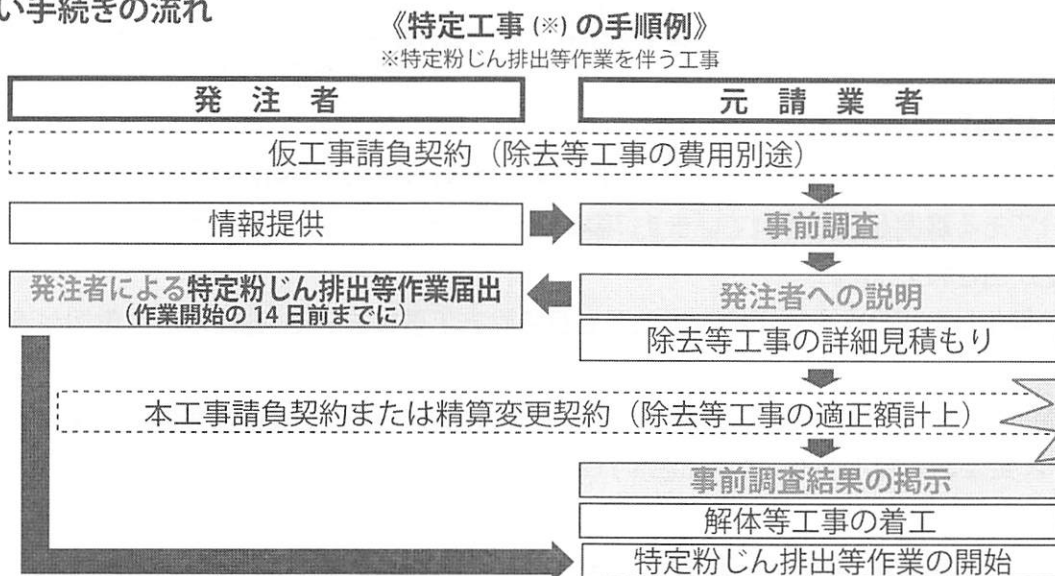 い手続きの流れ
《特定工事 (※) の手順例》
※特定粉じん排出等作業を伴う工事
発 注 者
元 請 業 者
仮工事請負契約（除去等工事の費用別途）
情報提供
事前調査
発注者による特定粉じん排出等作業届出
(作業開始の 14 日前までに)
発注者への説明
除去等工事の詳細見積もり
本工事請負契約または精算変更契約（除去等工事の適正額計上）
事前調査結果の掲示
解体等工事の着工
特定粉じん排出等作業の開始